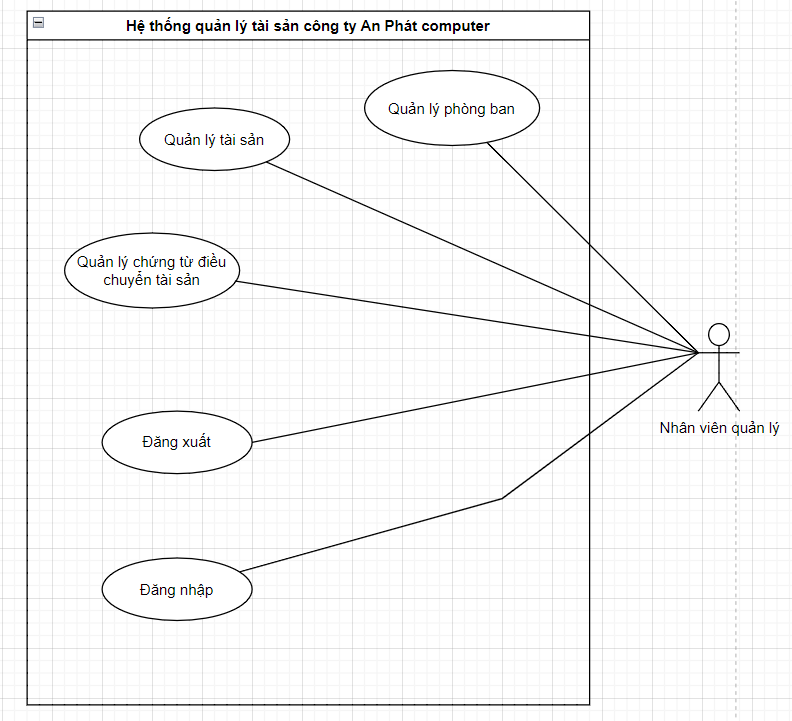 Hệ thống quản lý tài sản công ty An Phát computer
Quản lý phòng ban
Quản lý tài sản
Quản lý chứng từ điều
chuyển tài sản
Nhân viên quản lý
Đăng xuất
Đăng nhập